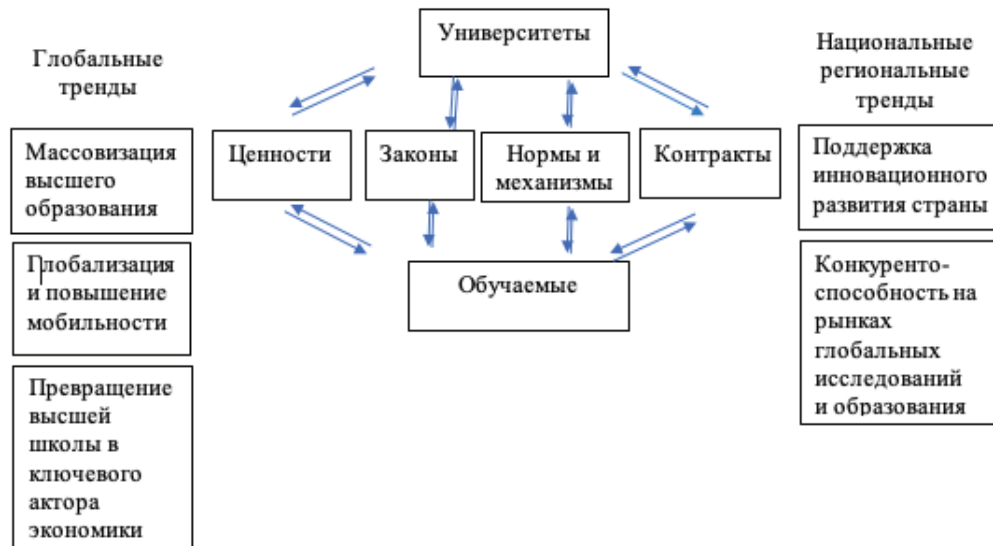 Университеты
Глобальные
тренды
Национальные
региональные
тренды
Массовизация
высшего
образования
Ценности
Законы
Нормы и
механизмы
Контракты
Поддержка
инновационного
развития страны
Глобализация
и повышение
мобильности
Обучаемые
Конкуренто-
способность на
рынках
глобальных
исследований
и образования
Превращение
высшей
школы в
ключевого
актора
экономики